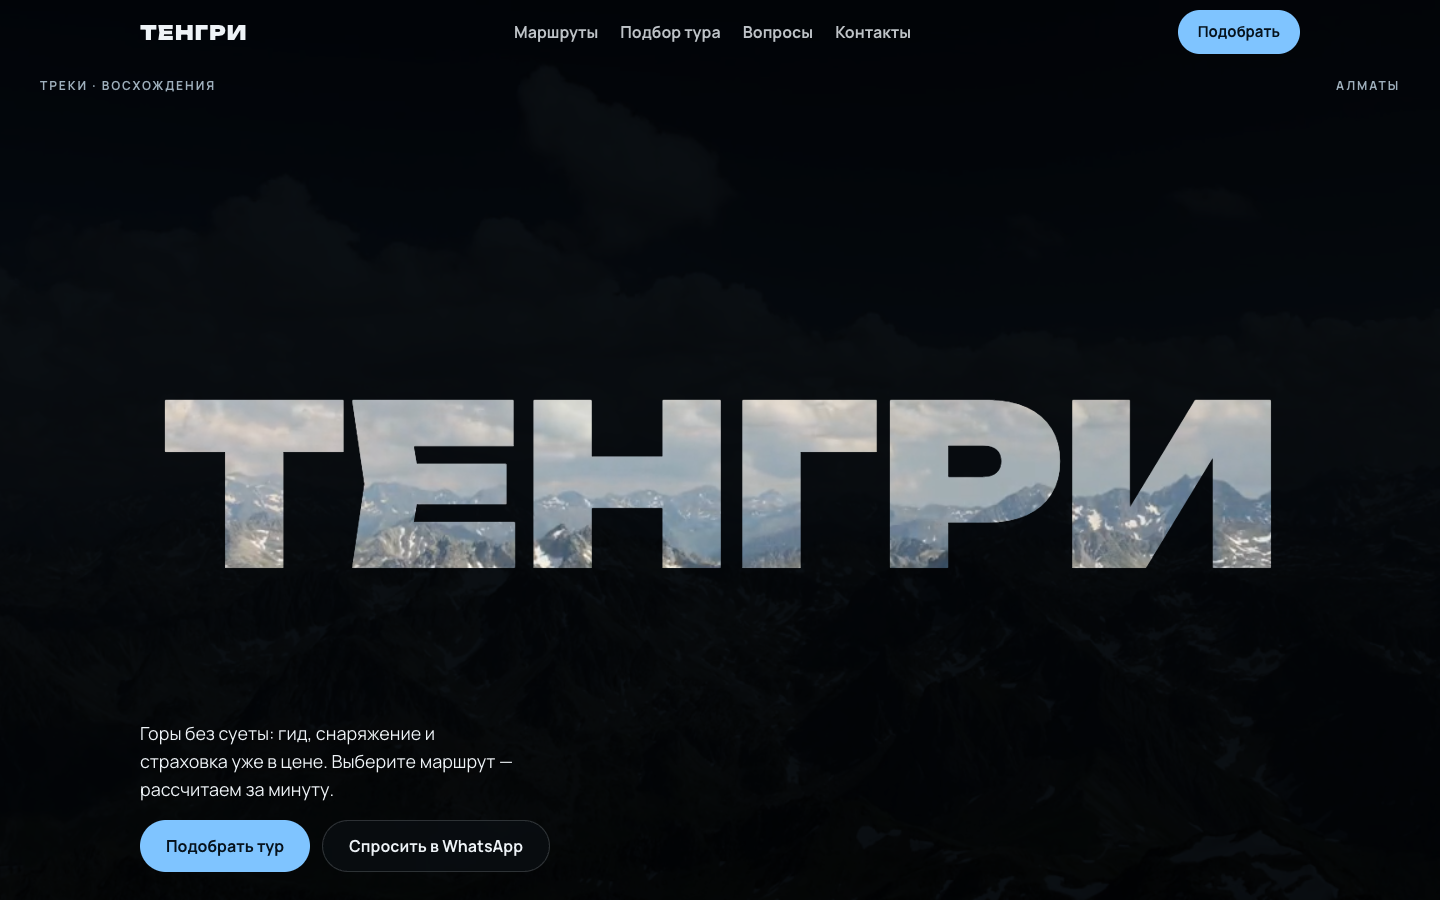 ТЕНГРИ
Маршруты
Подбор тура
Вопросы
Контакты
Подобрать
ТРЕКИ · ВОСХОЖДЕНИЯ
АЛМАТЫ
ТЕНГРИ
Горы без суеты: гид, снаряжение и
страховка уже в цене. Выберите маршрут —
рассчитаем за минуту.
Подобрать тур
Спросить в WhatsApp